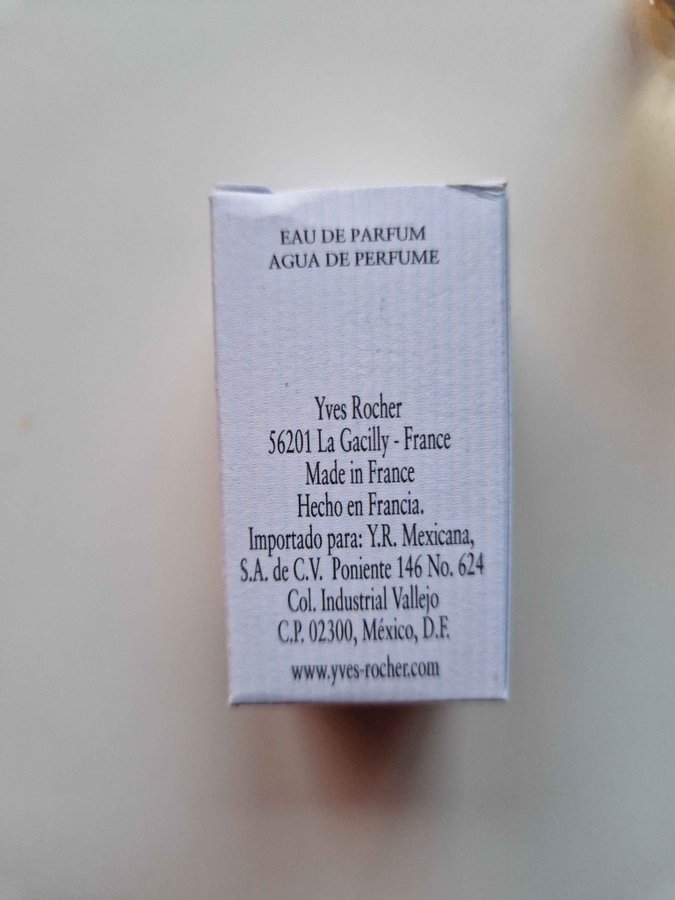 EAU DE PARFUM
AGUA DE PERFUME
Yves Rocher
56201 La Gacilly - France
Made in France
Hecho en Francia.
Importado para: Y.R. Mexicana,
S.A. de C.V. Poniente 146 No. 624
Col. Industrial Vallejo
C.P. 02300, México, D.F.
www.yves-rocher.com